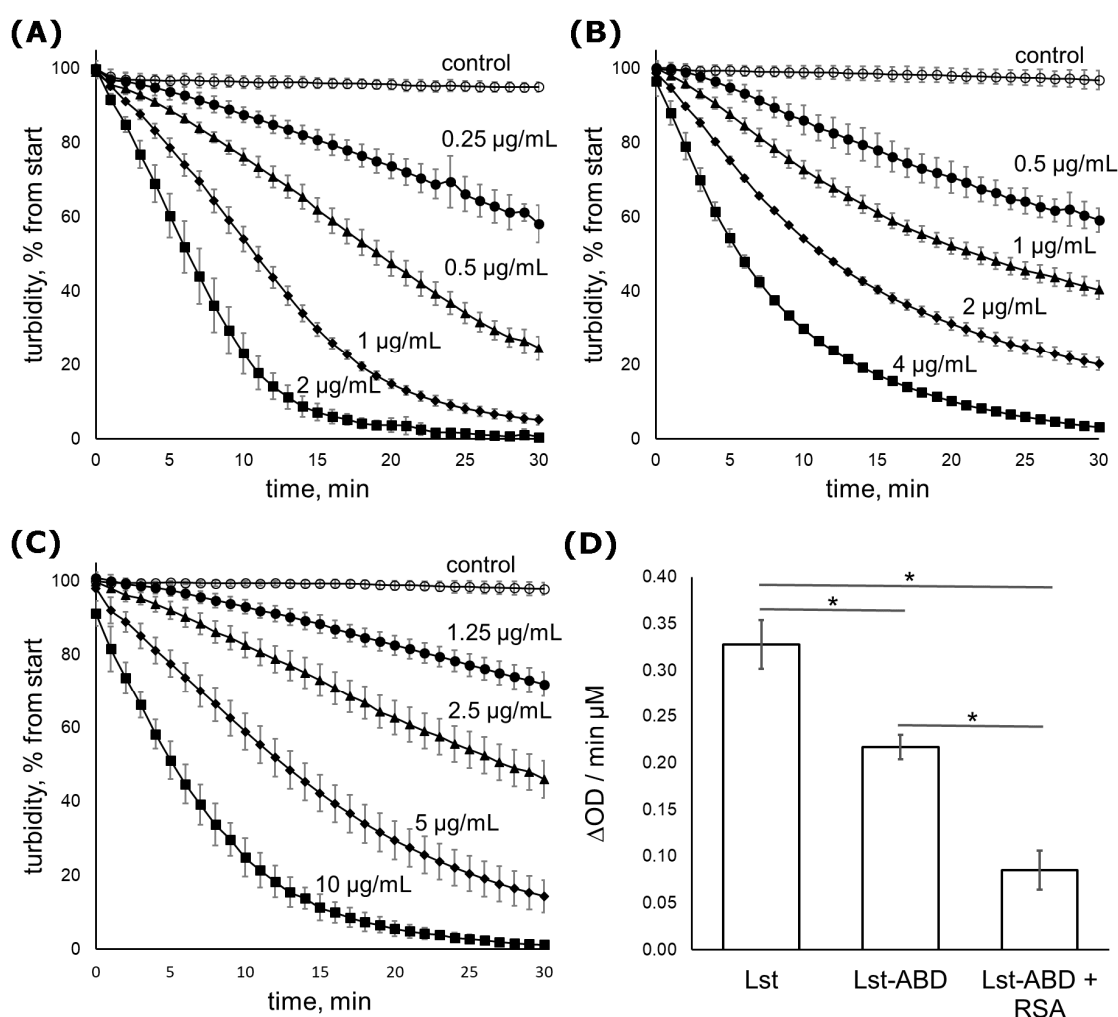 (A)
turbidity, % from start
100
80
60
40
20
0
0 5 10 15 20 25 30
time, min
control
0.25 µg/mL
0.5 µg/mL
1 µg/mL
2 µg/mL
(B)
turbidity, % from start
100
80
60
40
20
0
0 5 10 15 20 25 30
time, min
control
0.5 µg/mL
1 µg/mL
2 µg/mL
4 µg/mL
(C)
turbidity, % from start
100
80
60
40
20
0
0 5 10 15 20 25 30
time, min
control
1.25 µg/mL
2.5 µg/mL
5 µg/mL
10 µg/mL
(D)
ΔOD / min µM
0.40
0.35
0.30
0.25
0.20
0.15
0.10
0.05
0.00
*
*
*
Lst Lst-ABD Lst-ABD +
RSA